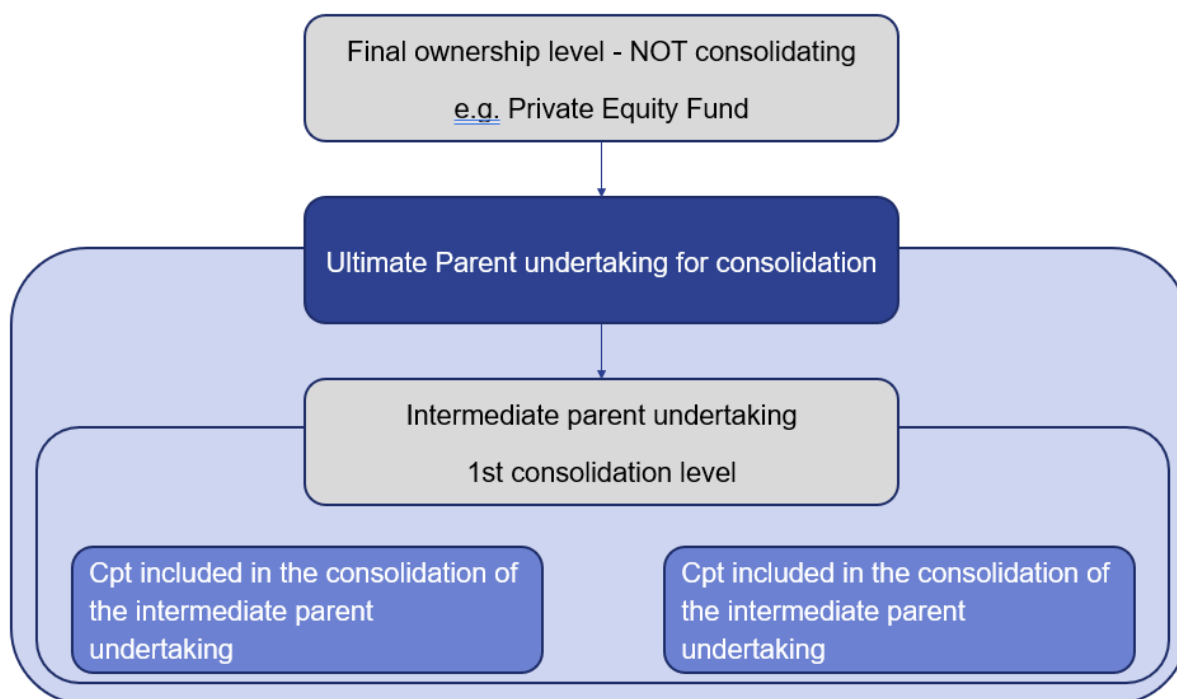 Final ownership level - NOT consolidating
e.g. Private Equity Fund
Ultimate Parent undertaking for consolidation
Intermediate parent undertaking
1st consolidation level
Cpt included in the consolidation of
the intermediate parent
undertaking
Cpt included in the consolidation of
the intermediate parent
undertaking